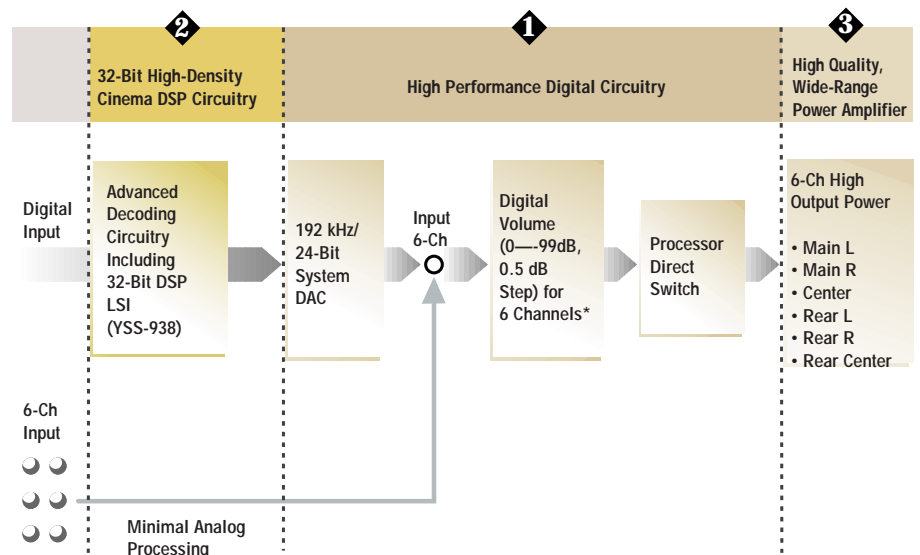 2
1
3
32-Bit High-Density
Cinema DSP Circuitry
High Performance Digital Circuitry
High Quality,
Wide-Range
Power Amplifier
Digital
Input
Advanced
Decoding
Circuitry
Including
32-Bit DSP
LSI
(YSS-938)
192 kHz/
24-Bit
System
DAC
Input
6-Ch
Digital
Volume
(0—-99dB,
0.5 dB
Step) for
6 Channels*
Processor
Direct
Switch
6-Ch High
Output Power
• Main L
• Main R
• Center
• Rear L
• Rear R
• Rear Center
6-Ch
Input
Minimal Analog
Processing